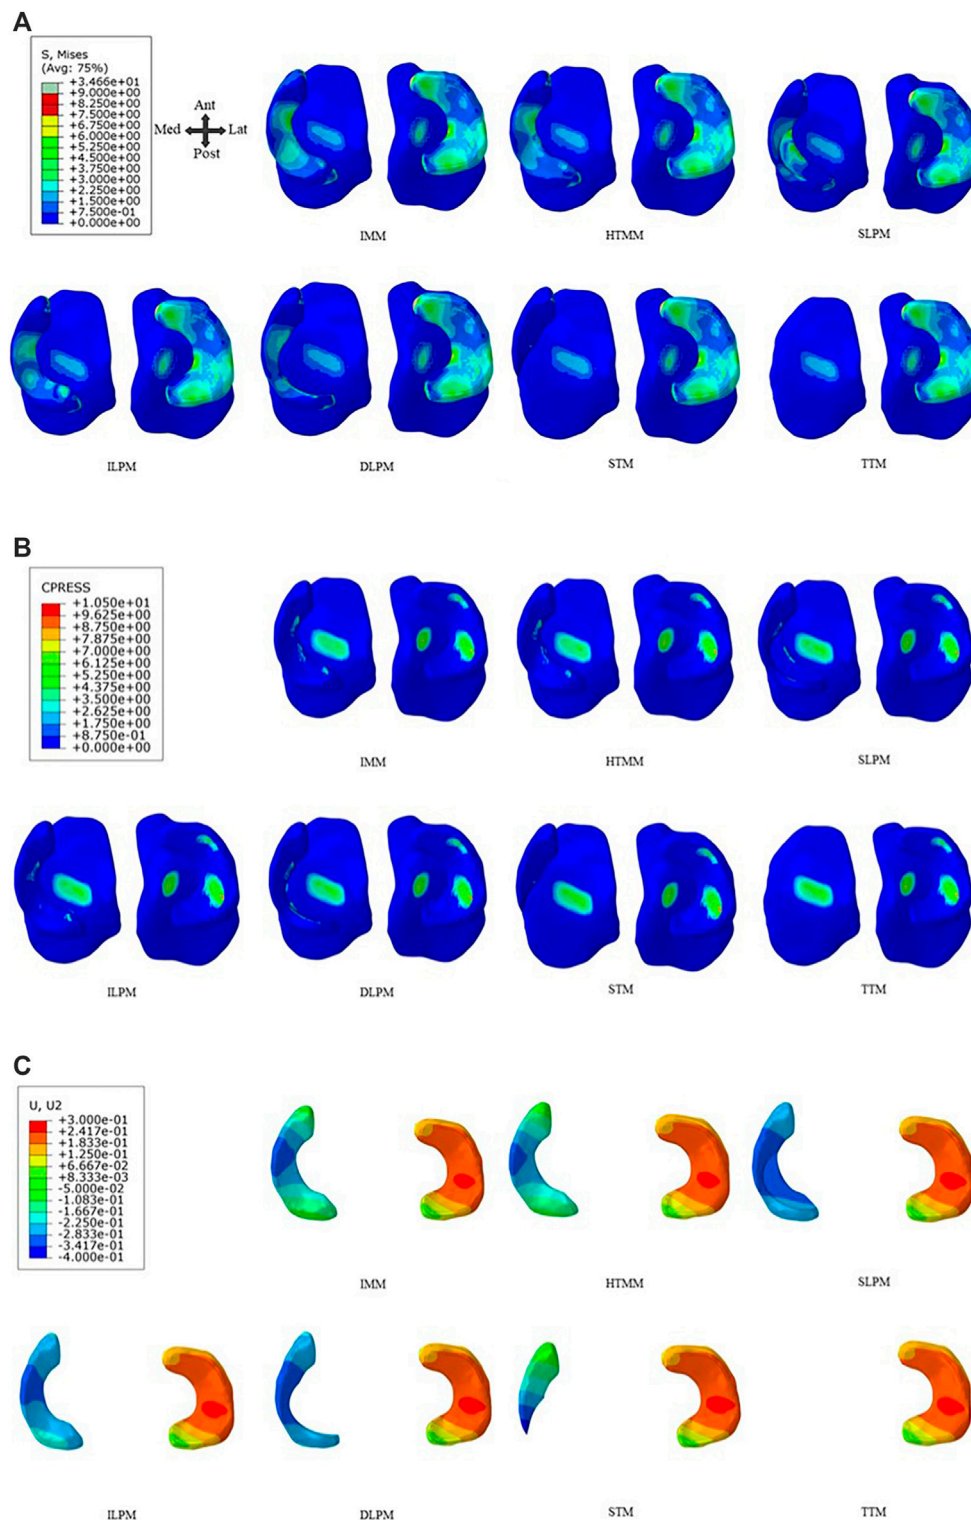 A
S, Mises
(Avg: 75%)
+3.466e+01
+9.000e+00
+8.250e+00
+7.500e+00
+6.750e+00
+6.000e+00
+5.250e+00
+4.500e+00
+3.750e+00
+3.000e+00
+2.250e+00
+1.500e+00
+7.500e-01
+0.000e+00
Ant
Med Lat
Post
IMM HTMM SLPM
ILPM DLPM STM TTM
B
CPRESS
+1.050e+01
+9.625e+00
+8.750e+00
+7.875e+00
+7.000e+00
+6.125e+00
+5.250e+00
+4.375e+00
+3.500e+00
+2.625e+00
+1.750e+00
+8.750e-01
+0.000e+00
IMM HTMM SLPM
ILPM DLPM STM TTM
C
U, U2
+3.000e-01
+2.417e-01
+1.833e-01
+1.250e-01
+6.667e-02
+8.333e-03
-5.000e-02
-1.083e-01
-1.667e-01
-2.250e-01
-2.833e-01
-3.417e-01
-4.000e-01
IMM HTMM SLPM
ILPM DLPM STM TTM